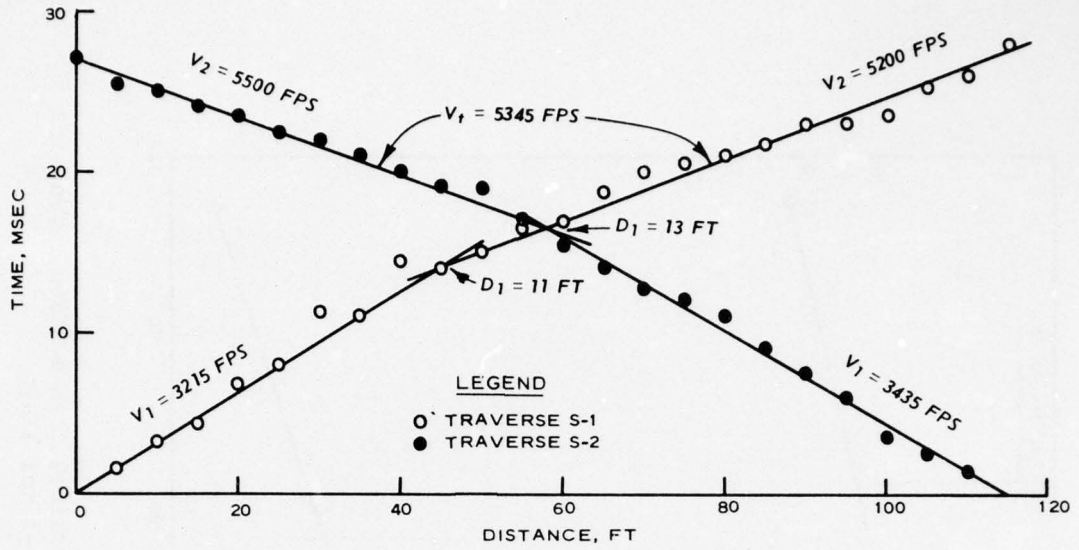 30
20
10
0
0
20
40
60
80
100
120
TIME, MSEC
DISTANCE, FT
V2 = 5500 FPS
Vt = 5345 FPS
V2 = 5200 FPS
D1 = 13 FT
D1 = 11 FT
V1 = 3215 FPS
V1 = 3435 FPS
LEGEND
TRAVERSE S-1
TRAVERSE S-2